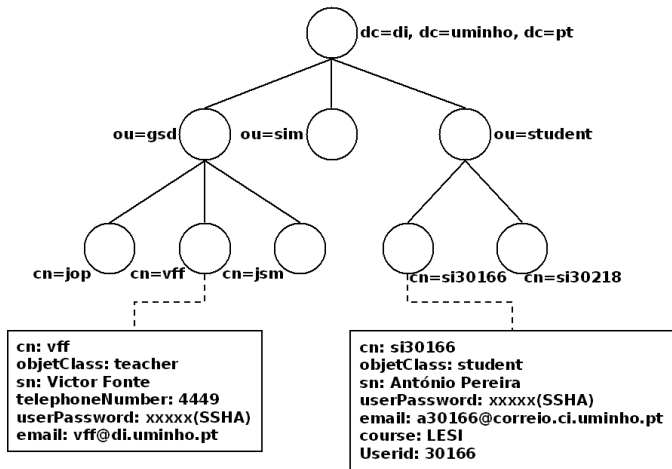 dc=di, dc=uminho, dc=pt
ou=gsd
ou=sim
ou=student
cn=jop
cn=vff
cn=jsm
cn=si30166
cn=si30218
cn: vff
objetClass: teacher
sn: Victor Fonte
telephoneNumber: 4449
userPassword: xxxxx(SSHA)
email: vff@di.uminho.pt
cn: si30166
objetClass: student
sn: António Pereira
userPassword: xxxxx(SSHA)
email: a30166@correio.ci.uminho.pt
course: LESI
Userid: 30166